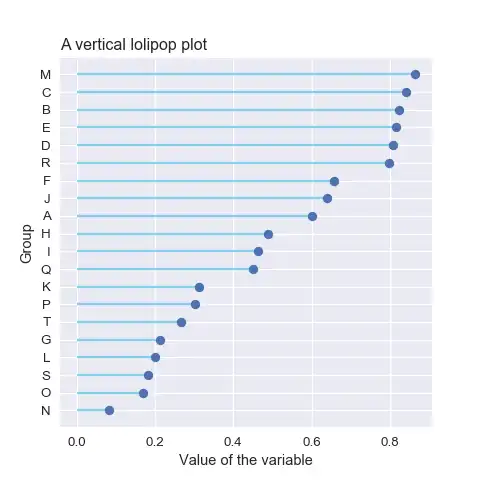 A vertical lolipop plot
M
C
B
E
D
R
F
J
A
H
I
Q
K
P
T
G
L
S
O
N
Group
0.0 0.2 0.4 0.6 0.8
Value of the variable